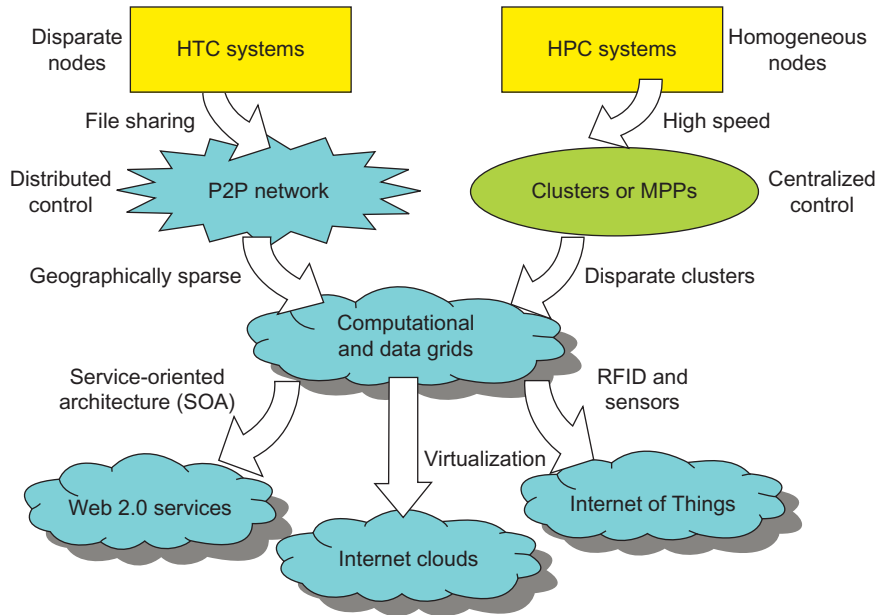 Disparate
nodes
HTC systems
HPC systems
Homogeneous
nodes
File sharing
High speed
Distributed
control
P2P network
Clusters or MPPs
Centralized
control
Geographically sparse
Disparate clusters
Computational
and data grids
Service-oriented
architecture (SOA)
RFID and
sensors
Virtualization
Web 2.0 services
Internet of Things
Internet clouds